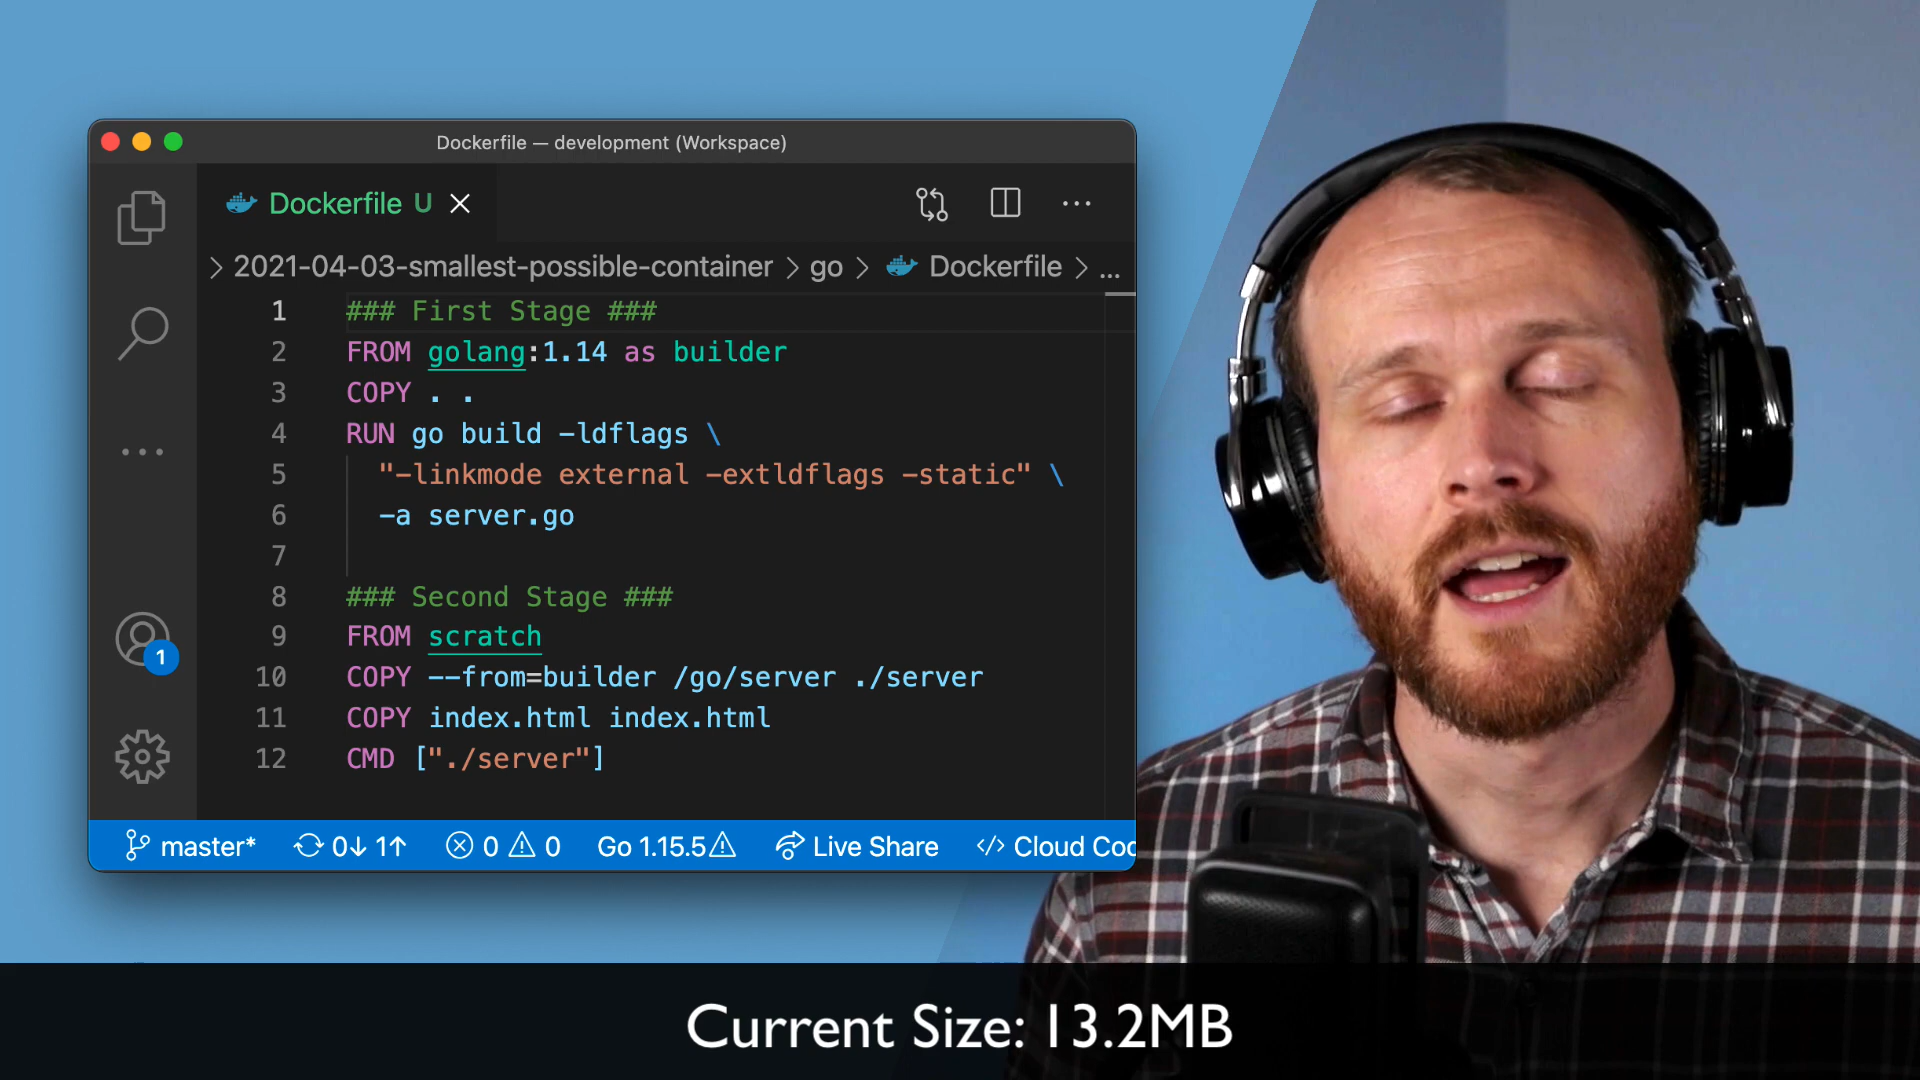 Dockerfile — development (Workspace)
Dockerfile U
2021-04-03-smallest-possible-container > go > Dockerfile > ...
1 ### First Stage ###
2 FROM golang:1.14 as builder
3 COPY . .
4 RUN go build -ldflags \
5 "-linkmode external -extldflags -static" \
6 -a server.go
7
8 ### Second Stage ###
9 FROM scratch
10 COPY --from=builder /go/server ./server
11 COPY index.html index.html
12 CMD ["./server"]
1
master* 0↓ 1↑ 0 0 Go 1.15.5 Live Share </> Cloud Coc
Current Size: 13.2MB